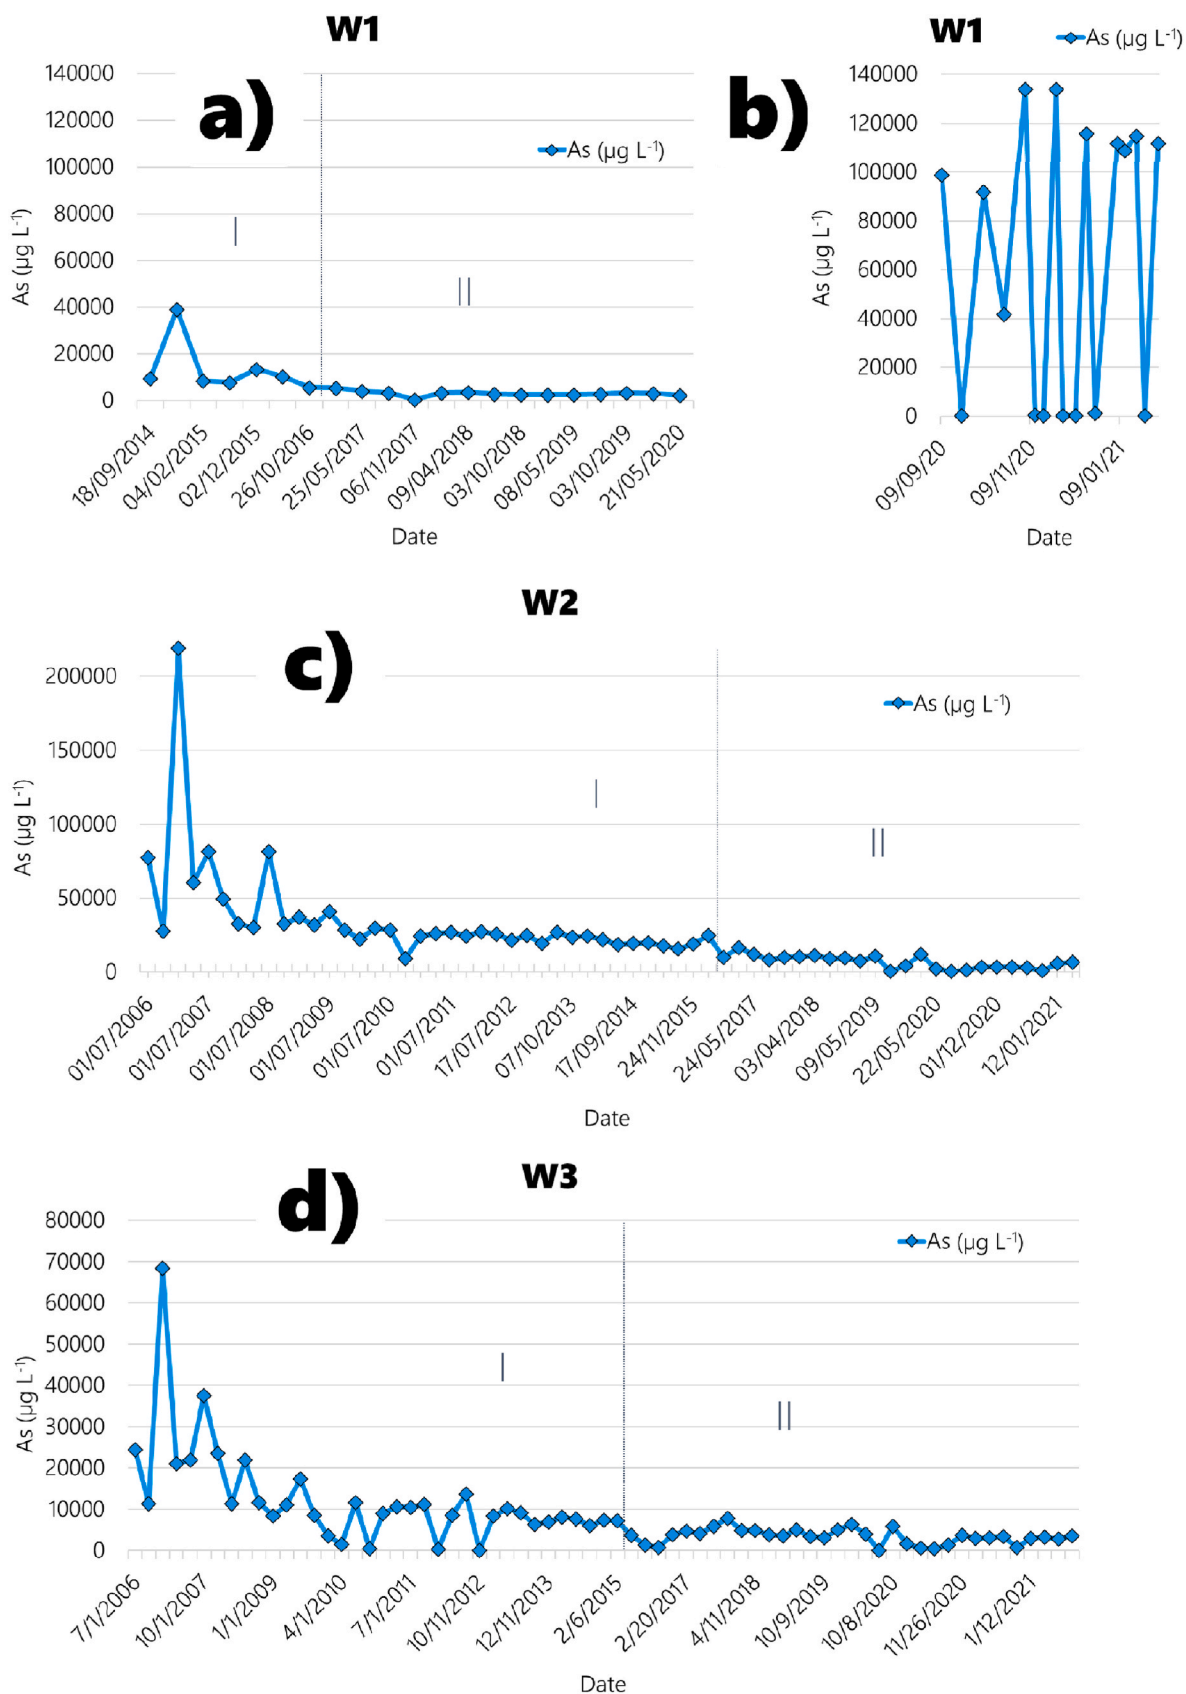 W1
a)
As (µg L⁻¹)
140000
120000
100000
80000
60000
40000
20000
0
As (µg L⁻¹)
I
II
18/09/2014
04/02/2015
02/12/2015
26/10/2016
25/05/2017
06/11/2017
09/04/2018
03/10/2018
08/05/2019
03/10/2019
21/05/2020
Date
W1
As (µg L⁻¹)
b)
140000
120000
100000
80000
60000
40000
20000
0
As (µg L⁻¹)
09/09/20
09/11/20
09/01/21
Date
W2
c)
As (µg L⁻¹)
200000
150000
100000
50000
0
As (µg L⁻¹)
I
II
01/07/2006
01/07/2007
01/07/2008
01/07/2009
01/07/2010
01/07/2011
17/07/2012
07/10/2013
17/09/2014
24/11/2015
24/05/2017
03/04/2018
09/05/2019
22/05/2020
01/12/2020
12/01/2021
Date
W3
d)
As (µg L⁻¹)
80000
70000
60000
50000
40000
30000
20000
10000
0
As (µg L⁻¹)
I
II
7/1/2006
10/1/2007
1/1/2009
4/1/2010
7/1/2011
10/11/2012
12/11/2013
2/6/2015
2/20/2017
4/11/2018
10/9/2019
10/8/2020
11/26/2020
1/12/2021
Date